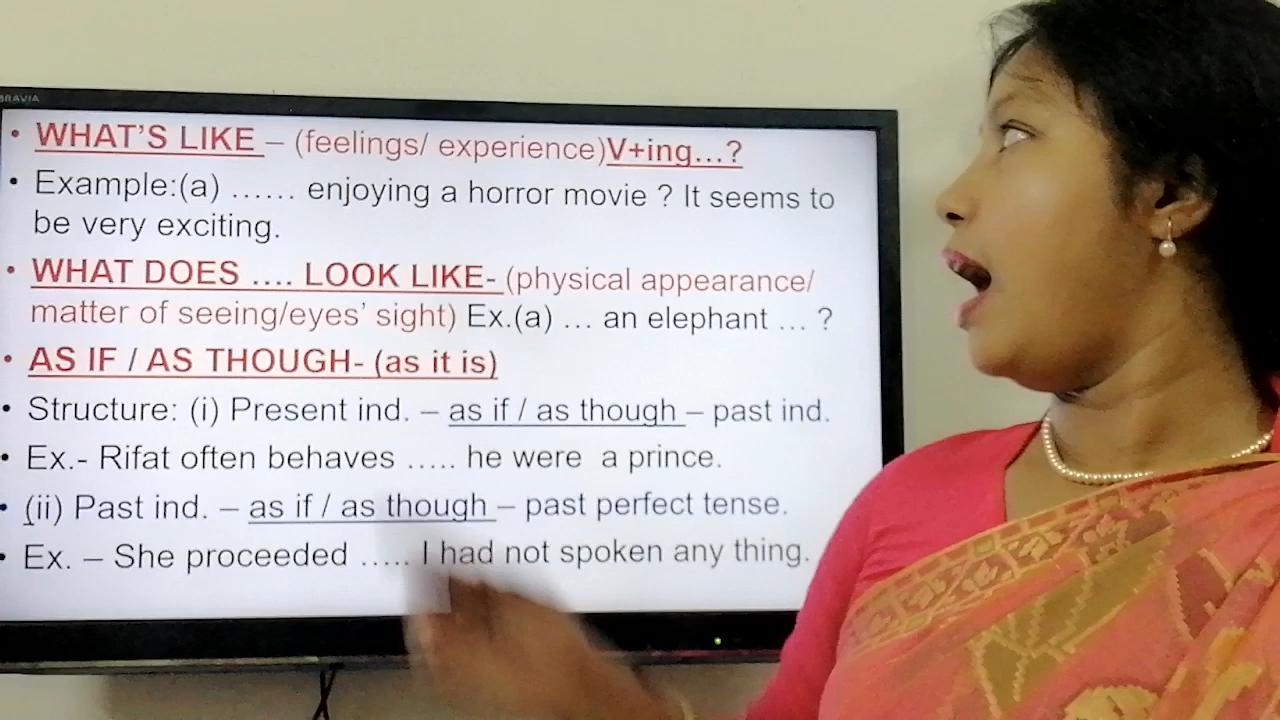 BRAVIA
• WHAT'S LIKE – (feelings/ experience)V+ing...?
• Example:(a) ...... enjoying a horror movie ? It seems to
be very exciting.
• WHAT DOES .... LOOK LIKE- (physical appearance/
matter of seeing/eyes' sight) Ex.(a) ... an elephant ... ?
• AS IF / AS THOUGH- (as it is)
• Structure: (i) Present ind. – as if / as though – past ind.
• Ex.- Rifat often behaves ..... he were a prince.
• (ii) Past ind. – as if / as though – past perfect tense.
• Ex. – She proceeded ..... I had not spoken any thing.